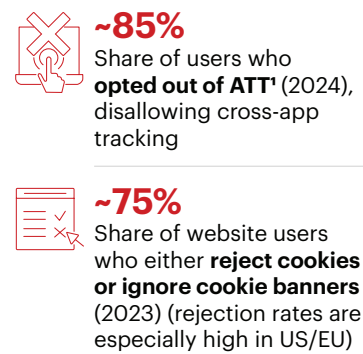 ~85%
Share of users who
opted out of ATT¹ (2024),
disallowing cross-app
tracking
~75%
Share of website users
who either reject cookies
or ignore cookie banners
(2023) (rejection rates are
especially high in US/EU)